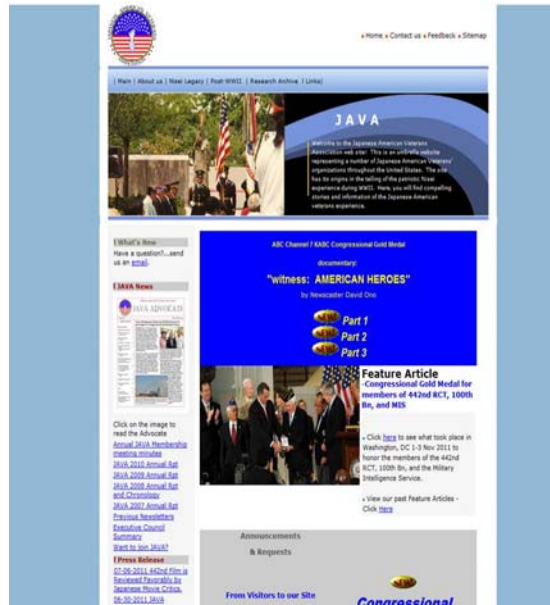 Home Contact us Feedback Sitemap
| Main | About us | Nisei Legacy | Post-WWII. | Research Archive. / Links|
JAVA
Welcome to the Japanese American Veterans
Association web site! This is an umbrella website
representing a number of Japanese American Veterans'
organizations throughout the United States. The site
has its origins in the telling of the patriotic Nisei
experience during WWII. Here, you will find compelling
stories and information of the Japanese American
veterans experience.
What's New
Have a question?...send
us an email.
JAVA News
JAVA ADVOCATE
Click on the image to
read the Advocate
Annual JAVA Membership
meeting minutes
JAVA 2010 Annual Rpt
JAVA 2009 Annual Rpt
JAVA 2008 Annual Rpt
and Chronology
JAVA 2007 Annual Rpt
Previous Newsletters
Executive Council
Summary
Want to join JAVA?
Press Release
07-06-2011 442nd Film is
Reviewed Favorably by
Japanese Movie Critics.
06-30-2011 JAVA
ABC Channel 7 KABC Congressional Gold Medal
documentary:
"witness: AMERICAN HEROES"
by Newscaster David Ono
NEW Part 1
NEW Part 2
NEW Part 3
Feature Article
-Congressional Gold Medal for
members of 442nd RCT, 100th
Bn, and MIS
Click here to see what took place in
Washington, DC 1-3 Nov 2011 to
honor the members of the 442nd
RCT, 100th Bn, and the Military
Intelligence Service.
View our past Feature Articles -
Click Here
Announcements
& Requests
From Visitors to our Site
NEW
Congressional